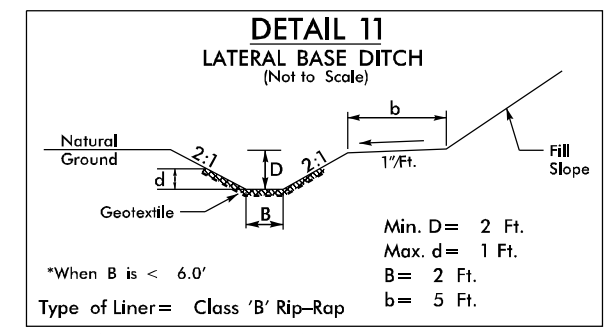 DETAIL 11
LATERAL BASE DITCH
(Not to Scale)
b
Natural
Ground
2:1
D
2:1
1"/Ft.
Fill
Slope
d
Geotextile
B
Min. D= 2 Ft.
Max. d= 1 Ft.
*When B is < 6.0'
B= 2 Ft.
Type of Liner= Class 'B' Rip-Rap
b= 5 Ft.